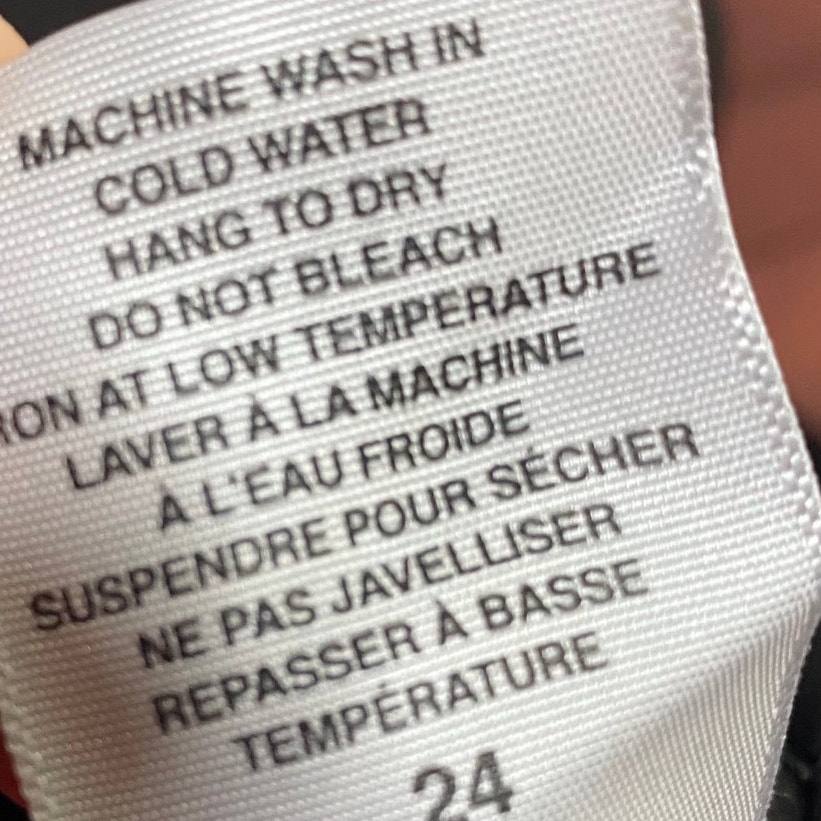 MACHINE WASH IN
COLD WATER
HANG TO DRY
DO NOT BLEACH
RON AT LOW TEMPERATURE
LAVER À LA MACHINE
À L'EAU FROIDE
SUSPENDRE POUR SÉCHER
NE PAS JAVELLISER
REPASSER À BASSE
TEMPÉRATURE
24